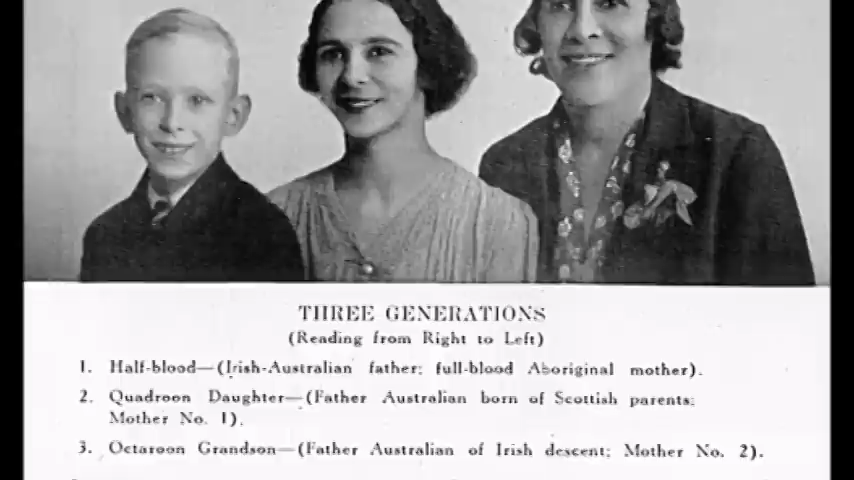 THREE GENERATIONS
(Reading from Right to Left)
1. Half-blood—(Irish-Australian father; full-blood Aboriginal mother).
2. Quadroon Daughter—(Father Australian born of Scottish parents;
Mother No. 1).
3. Octaroon Grandson—(Father Australian of Irish descent; Mother No. 2).